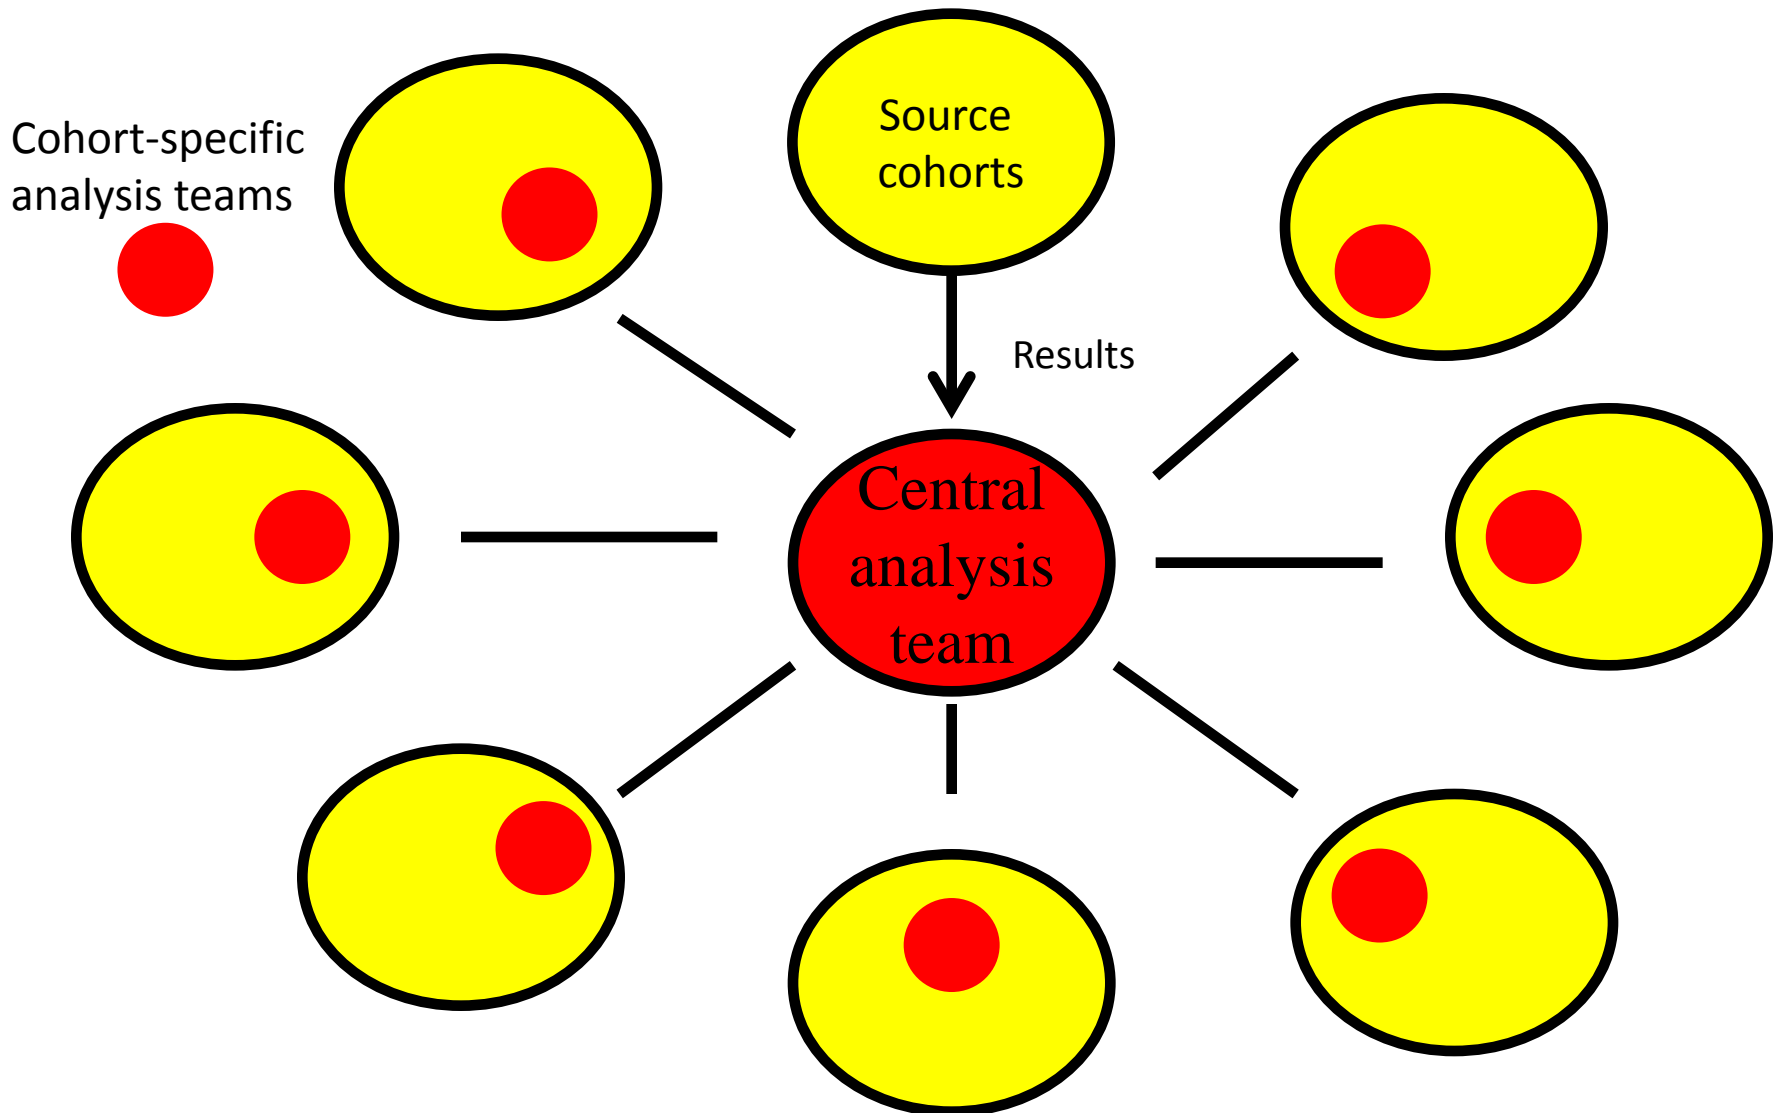 Cohort-specific
analysis teams
Source
cohorts
Results
Central
analysis
team